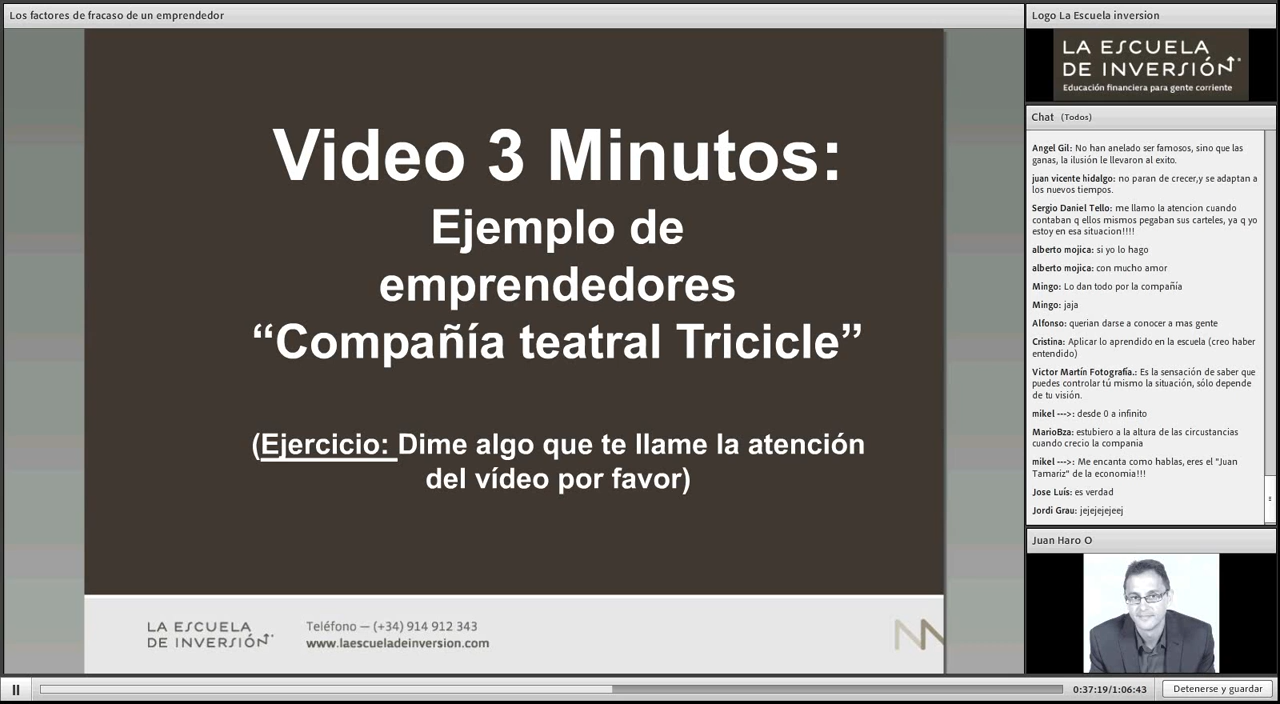 Los factores de fracaso de un emprendedor
Video 3 Minutos:
Ejemplo de
emprendedores
“Compañía teatral Tricicle”
(Ejercicio: Dime algo que te llame la atención
del vídeo por favor)
LA ESCUELA
DE INVERSIÓN
Teléfono — (+34) 914 912 343
www.laescueladeinversion.com
Logo La Escuela inversion
LA ESCUELA
DE INVERSIÓN
Educación financiera para gente corriente
Chat (Todos)
Angel Gil: No han anelado ser famosos, sino que las
ganas, la ilusión le llevaron al exito.
juan vicente hidalgo: no paran de crecer,y se adaptan a
los nuevos tiempos.
Sergio Daniel Tello: me llamo la atencion cuando
contaban q ellos mismos pegaban sus carteles, ya q yo
estoy en esa situacion!!!!
alberto mojica: si yo lo hago
alberto mojica: con mucho amor
Mingo: Lo dan todo por la compañía
Mingo: jaja
Alfonso: querian darse a conocer a mas gente
Cristina: Aplicar lo aprendido en la escuela (creo haber
entendido)
Victor Martín Fotografía.: Es la sensación de saber que
puedes controlar tú mismo la situación, sólo depende
de tu visión.
mikel --->: desde 0 a infinito
MarioBza: estubiero a la altura de las circustancias
cuando crecio la compania
mikel --->: Me encanta como hablas, eres el "Juan
Tamariz" de la economia!!!
Jose Luís: es verdad
Jordi Grau: jejejejejeej
Juan Haro O
0:37:19/1:06:43
Detenerse y guardar